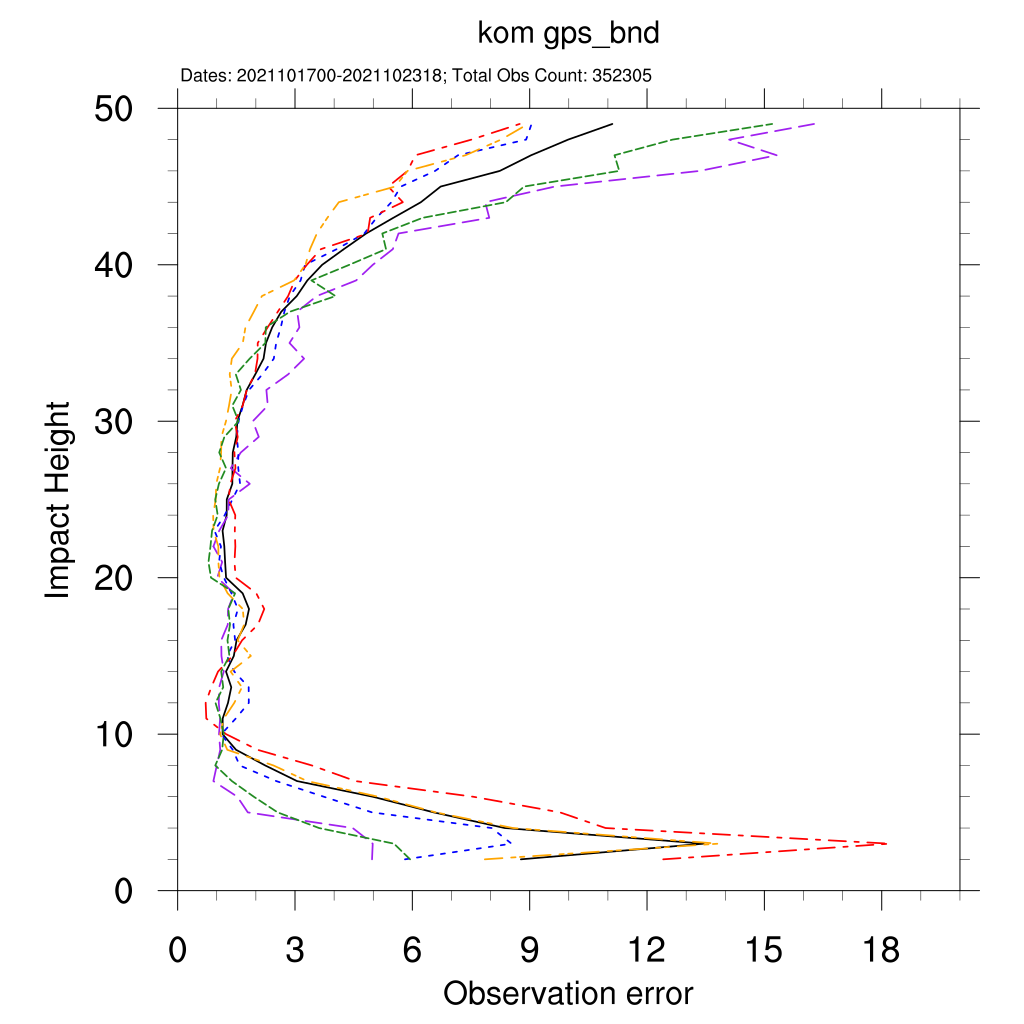 kom gps_bnd
Dates: 2021101700-2021102318; Total Obs Count: 352305
50
40
30
20
10
0
Impact Height
0 3 6 9 12 15 18
Observation error